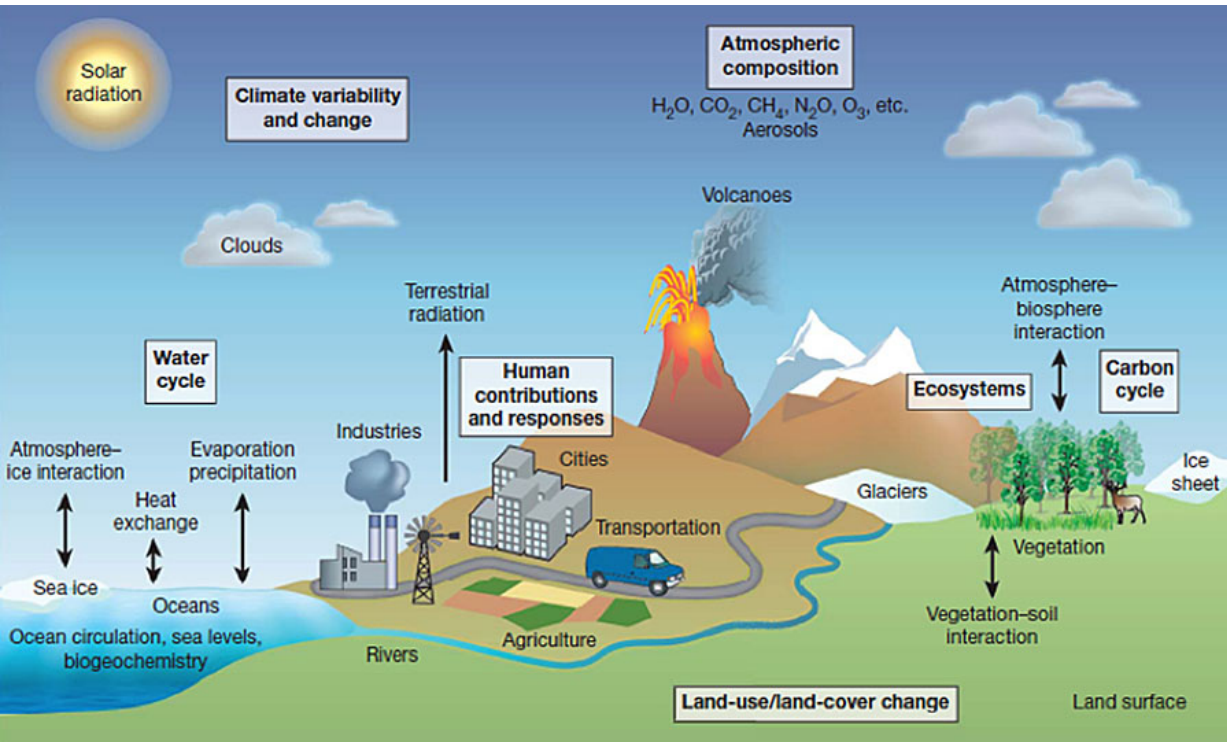 Solar
radiation
Climate variability
and change
Atmospheric
composition
H₂O, CO₂, CH₄, N₂O, O₃, etc.
Aerosols
Volcanoes
Clouds
Terrestrial
radiation
Atmosphere–
biosphere
interaction
Water
cycle
Human
contributions
and responses
Ecosystems
Carbon
cycle
Industries
Cities
Atmosphere–
ice interaction
Evaporation
precipitation
Heat
exchange
Glaciers
Ice
sheet
Transportation
Vegetation
Sea ice
Oceans
Ocean circulation, sea levels,
biogeochemistry
Rivers
Agriculture
Vegetation–soil
interaction
Land-use/land-cover change
Land surface